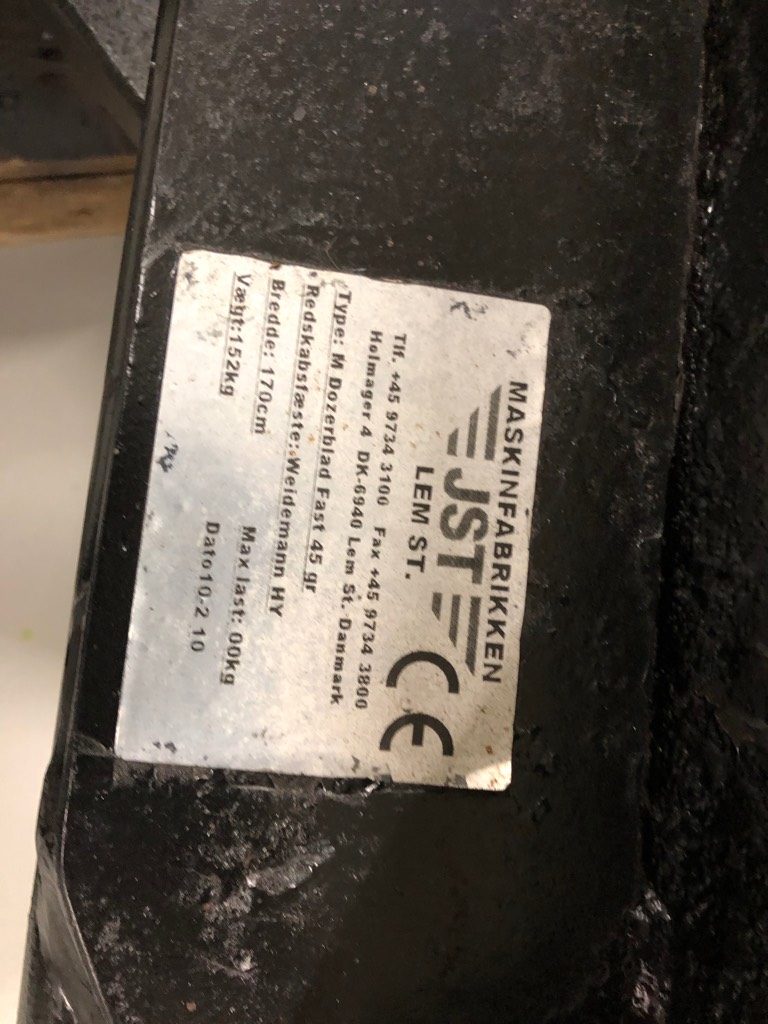 MASKINFABRIKKEN
JST
LEM ST.
Tlf. +45 9734 3100 Fax +45 9734 3800
Holmager 4 DK-6940 Lem St. Danmark
Type: M Dozerblad Fast 45 gr
Redskabsfæste: Weidemann HY
Bredde: 170cm
Max last: 00kg
Vægt:152kg
Dato10-2 10
CE